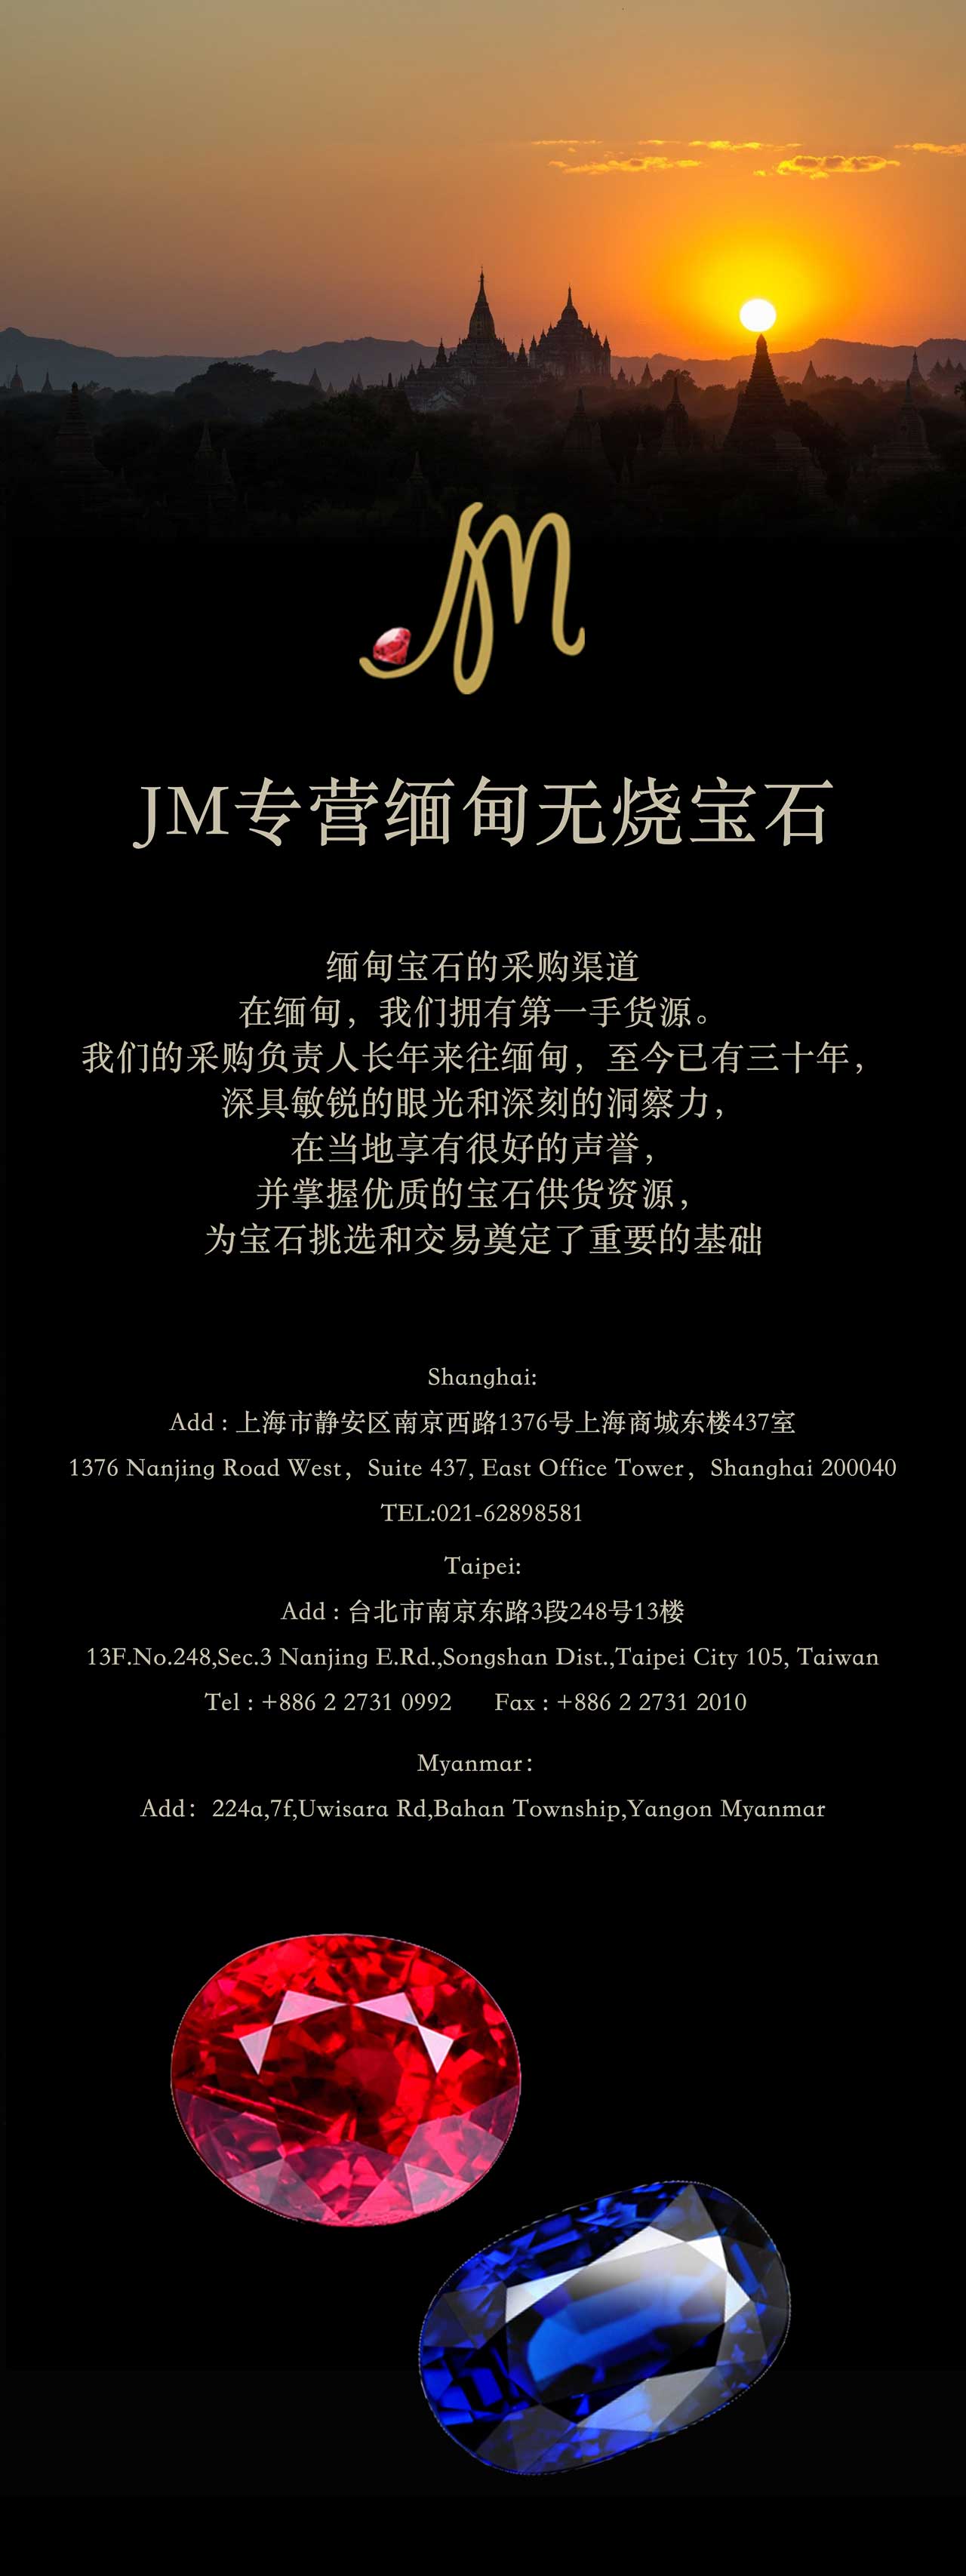 JM
JM专营缅甸无烧宝石
缅甸宝石的采购渠道
在缅甸，我们拥有第一手货源。
我们的采购负责人长年来往缅甸，至今已有三十年，
深具敏锐的眼光和深刻的洞察力，
在当地享有很好的声誉，
并掌握优质的宝石供货资源，
为宝石挑选和交易奠定了重要的基础
Shanghai:
Add : 上海市静安区南京西路1376号上海商城东楼437室
1376 Nanjing Road West，Suite 437, East Office Tower，Shanghai 200040
TEL:021-62898581
Taipei:
Add : 台北市南京东路3段248号13楼
13F.No.248,Sec.3 Nanjing E.Rd.,Songshan Dist.,Taipei City 105, Taiwan
Tel : +886 2 2731 0992 Fax : +886 2 2731 2010
Myanmar：
Add：224a,7f,Uwisara Rd,Bahan Township,Yangon Myanmar